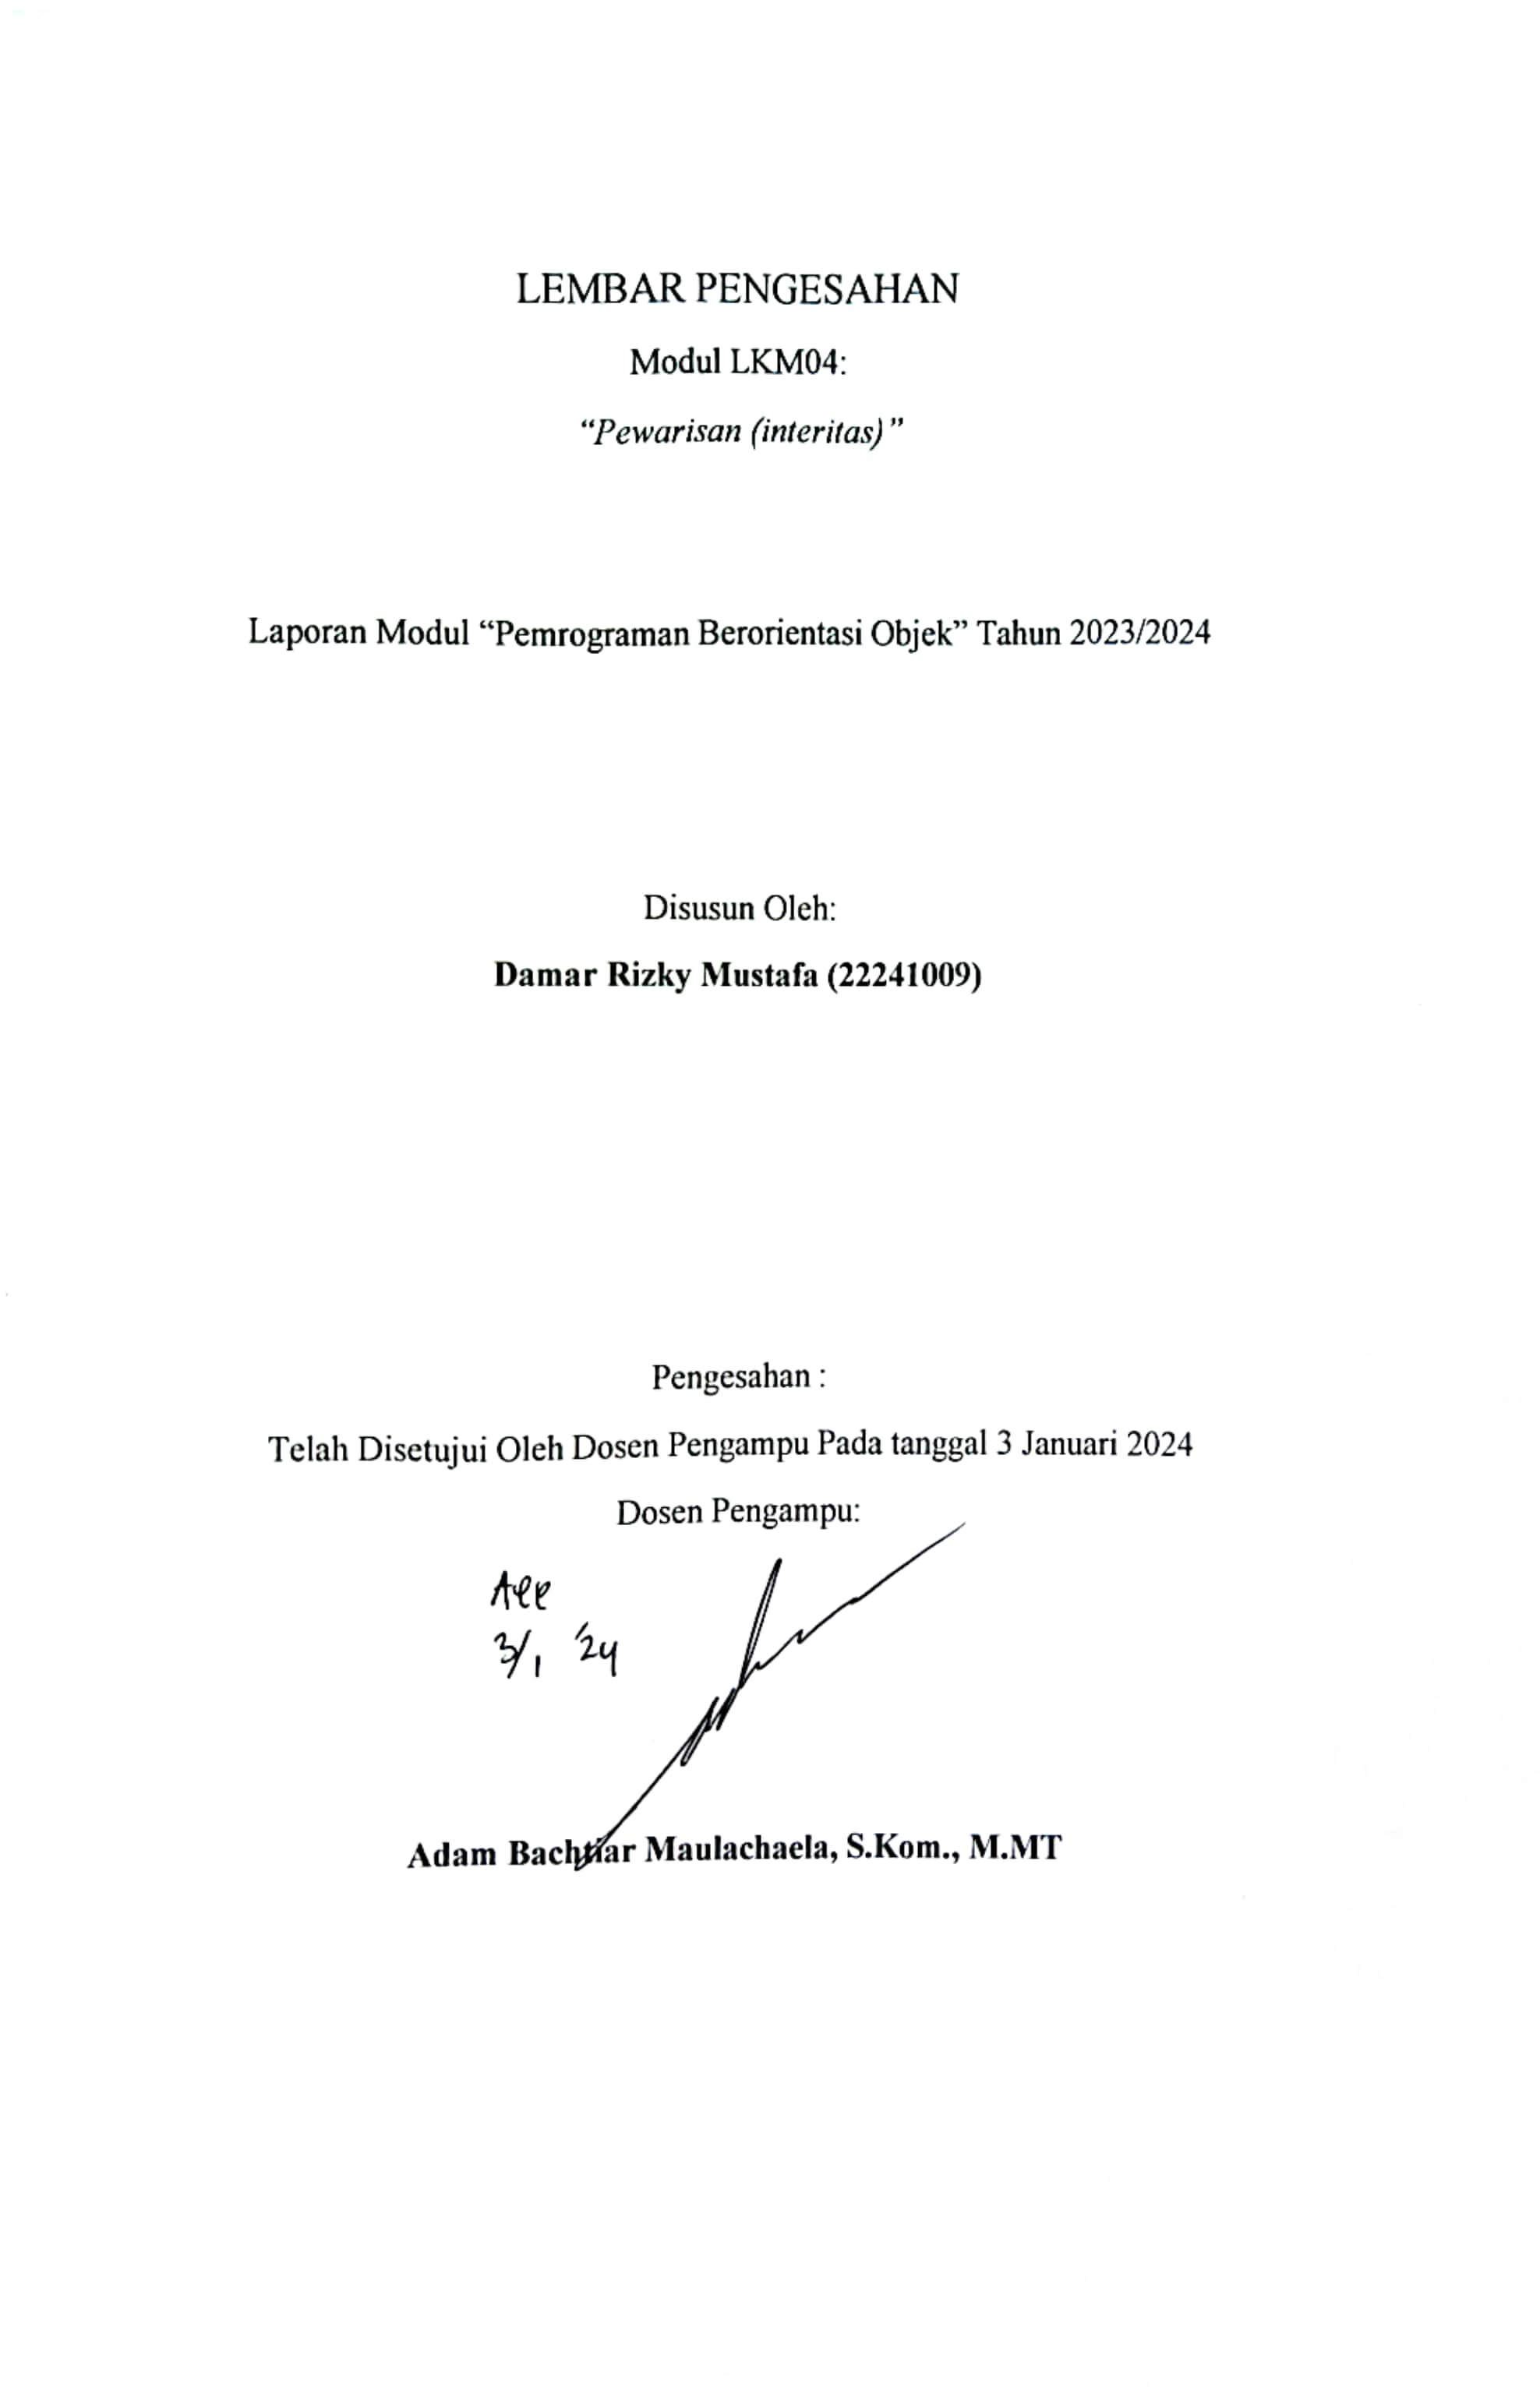 LEMBAR PENGESAHAN
Modul LKM04:
“Pewarisan (interitas)”
Laporan Modul “Pemrograman Berorientasi Objek” Tahun 2023/2024
Disusun Oleh:
Damar Rizky Mustafa (22241009)
Pengesahan :
Telah Disetujui Oleh Dosen Pengampu Pada tanggal 3 Januari 2024
Dosen Pengampu:
3/1 '24
Adam Bachtiar Maulachaela, S.Kom., M.MT